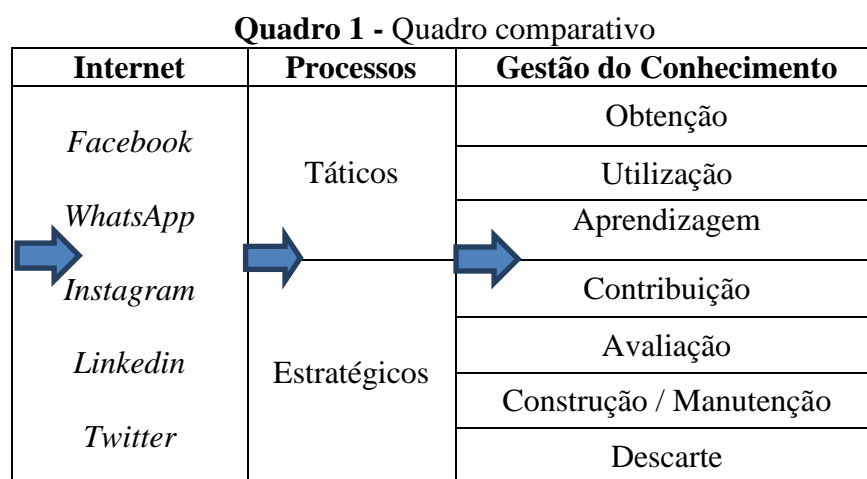 Quadro 1 - Quadro comparativo
Internet Processos Gestão do Conhecimento
Facebook
WhatsApp
Instagram
Linkedin
Twitter
Táticos
Estratégicos
Obtenção
Utilização
Aprendizagem
Contribuição
Avaliação
Construção / Manutenção
Descarte